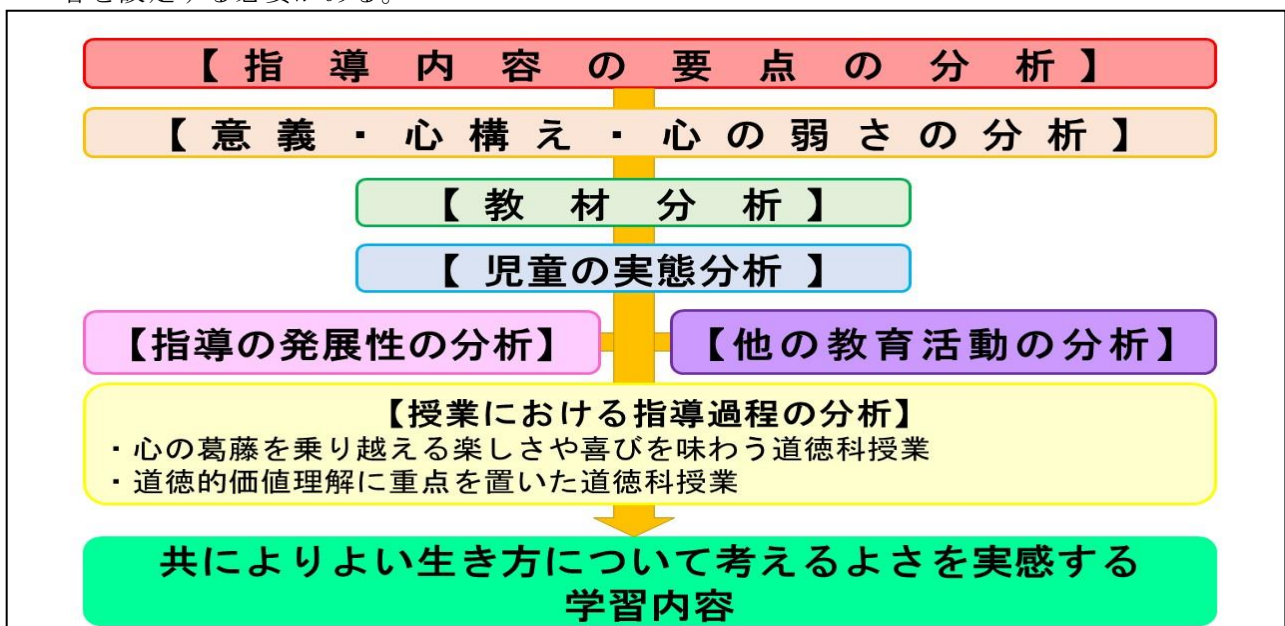 【指導内容の要点の分析】
【意義・心構え・心の弱さの分析】
【教材分析】
【児童の実態分析】
【指導の発展性の分析】
【他の教育活動の分析】
【授業における指導過程の分析】
・心の葛藤を乗り越える楽しさや喜びを味わう道徳科授業
・道徳的価値理解に重点を置いた道徳科授業
共によりよい生き方について考えるよさを実感する
学習内容